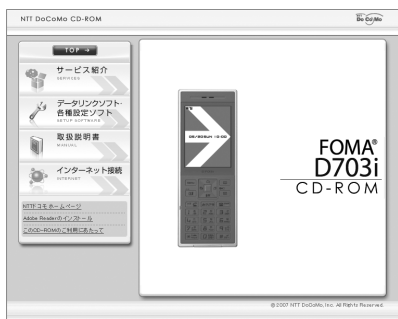 NTT DoCoMo CD-ROM
DoCoMo
TOP →
サービス紹介
SERVICES
データリンクソフト・
各種設定ソフト
SETUP SOFTWARE
取扱説明書
MANUAL
インターネット接続
INTERNET
NTTドコモ ホームページ
Adobe Readerのインストール
このCD-ROMのご利用にあたって
FOMA®
D703i
CD-ROM
© 2007 NTT DoCoMo, Inc. All Rights Reserved.